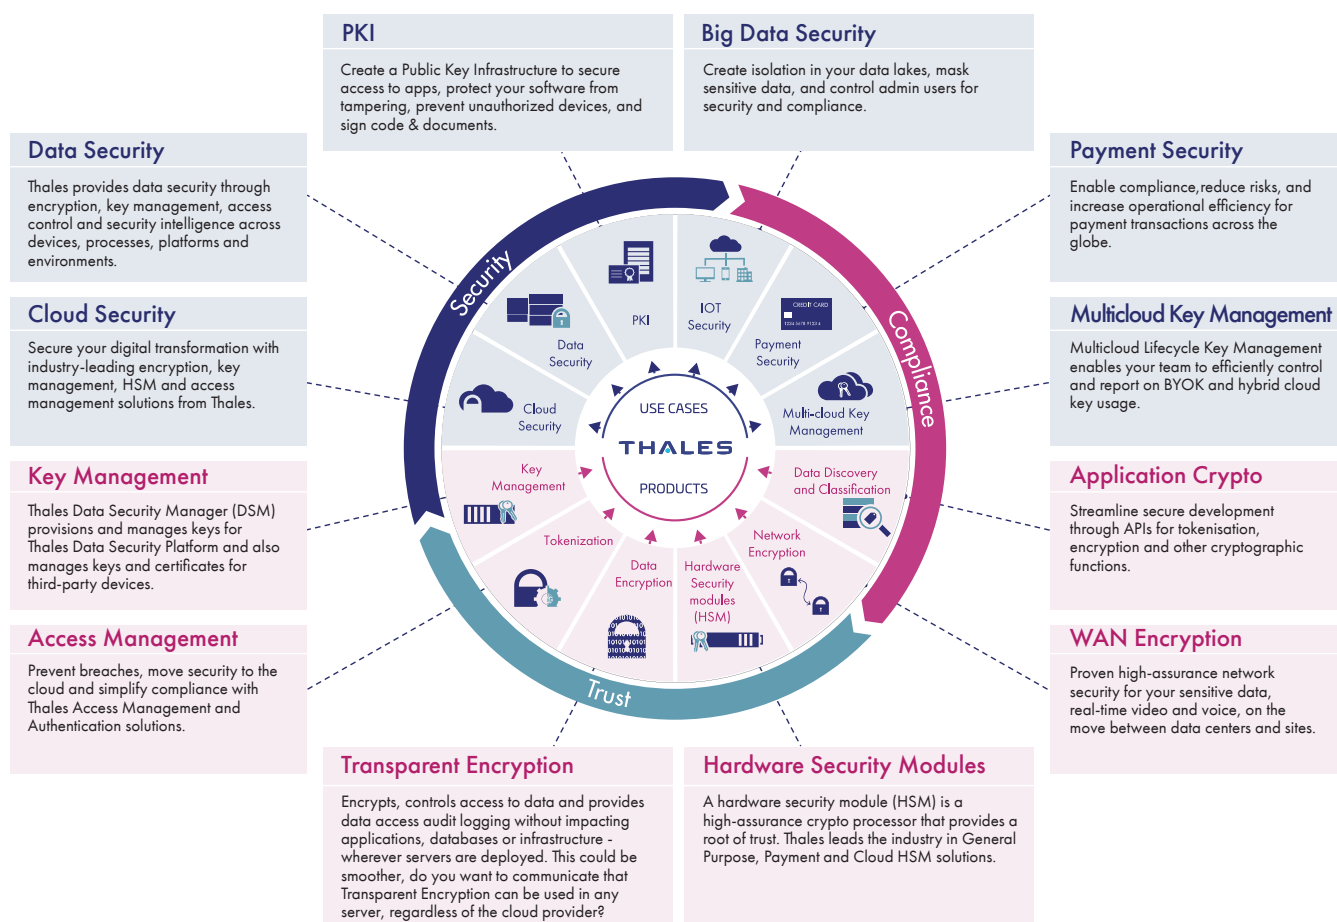 PKI
Create a Public Key Infrastructure to secure
access to apps, protect your software from
tampering, prevent unauthorized devices, and
sign code & documents.
Big Data Security
Create isolation in your data lakes, mask
sensitive data, and control admin users for
security and compliance.
Data Security
Thales provides data security through
encryption, key management, access
control and security intelligence across
devices, processes, platforms and
environments.
Payment Security
Enable compliance, reduce risks, and
increase operational efficiency for
payment transactions across the
globe.
Cloud Security
Secure your digital transformation with
industry-leading encryption, key
management, HSM and access
management solutions from Thales.
Multicloud Key Management
Multicloud Lifecycle Key Management
enables your team to efficiently control
and report on BYOK and hybrid cloud
key usage.
Key Management
Thales Data Security Manager (DSM)
provisions and manages keys for
Thales Data Security Platform and also
manages keys and certificates for
third-party devices.
Application Crypto
Streamline secure development
through APIs for tokenisation,
encryption and other cryptographic
functions.
Access Management
Prevent breaches, move security to the
cloud and simplify compliance with
Thales Access Management and
Authentication solutions.
WAN Encryption
Proven high-assurance network
security for your sensitive data,
real-time video and voice, on the
move between data centers and sites.
Transparent Encryption
Encrypts, controls access to data and provides
data access audit logging without impacting
applications, databases or infrastructure -
wherever servers are deployed. This could be
smoother, do you want to communicate that
Transparent Encryption can be used in any
server, regardless of the cloud provider?
Hardware Security Modules
A hardware security module (HSM) is a
high-assurance crypto processor that provides a
root of trust. Thales leads the industry in General
Purpose, Payment and Cloud HSM solutions.
Security
Compliance
Trust
PKI
IOT
Security
Data
Security
CREDIT CARD
Payment
Security
Cloud
Security
Multi-cloud Key
Management
USE CASES
THALES
PRODUCTS
Key
Management
Data Discovery
and Classification
Tokenization
Network
Encryption
Data
Encryption
Hardware
Security
modules
(HSM)